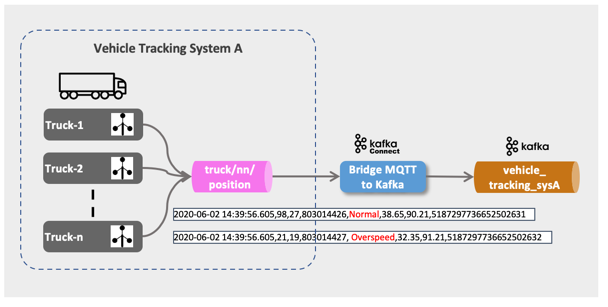 Vehicle Tracking System A
Truck-1
Truck-2
Truck-n
truck/nn/
position
kafka
Connect
Bridge MQTT
to Kafka
kafka
vehicle_
tracking_sysA
2020-06-02 14:39:56.605,98,27,803014426,Normal,38.65,90.21,5187297736652502631
2020-06-02 14:39:56.605,21,19,803014427, Overspeed,32.35,91.21,5187297736652502632